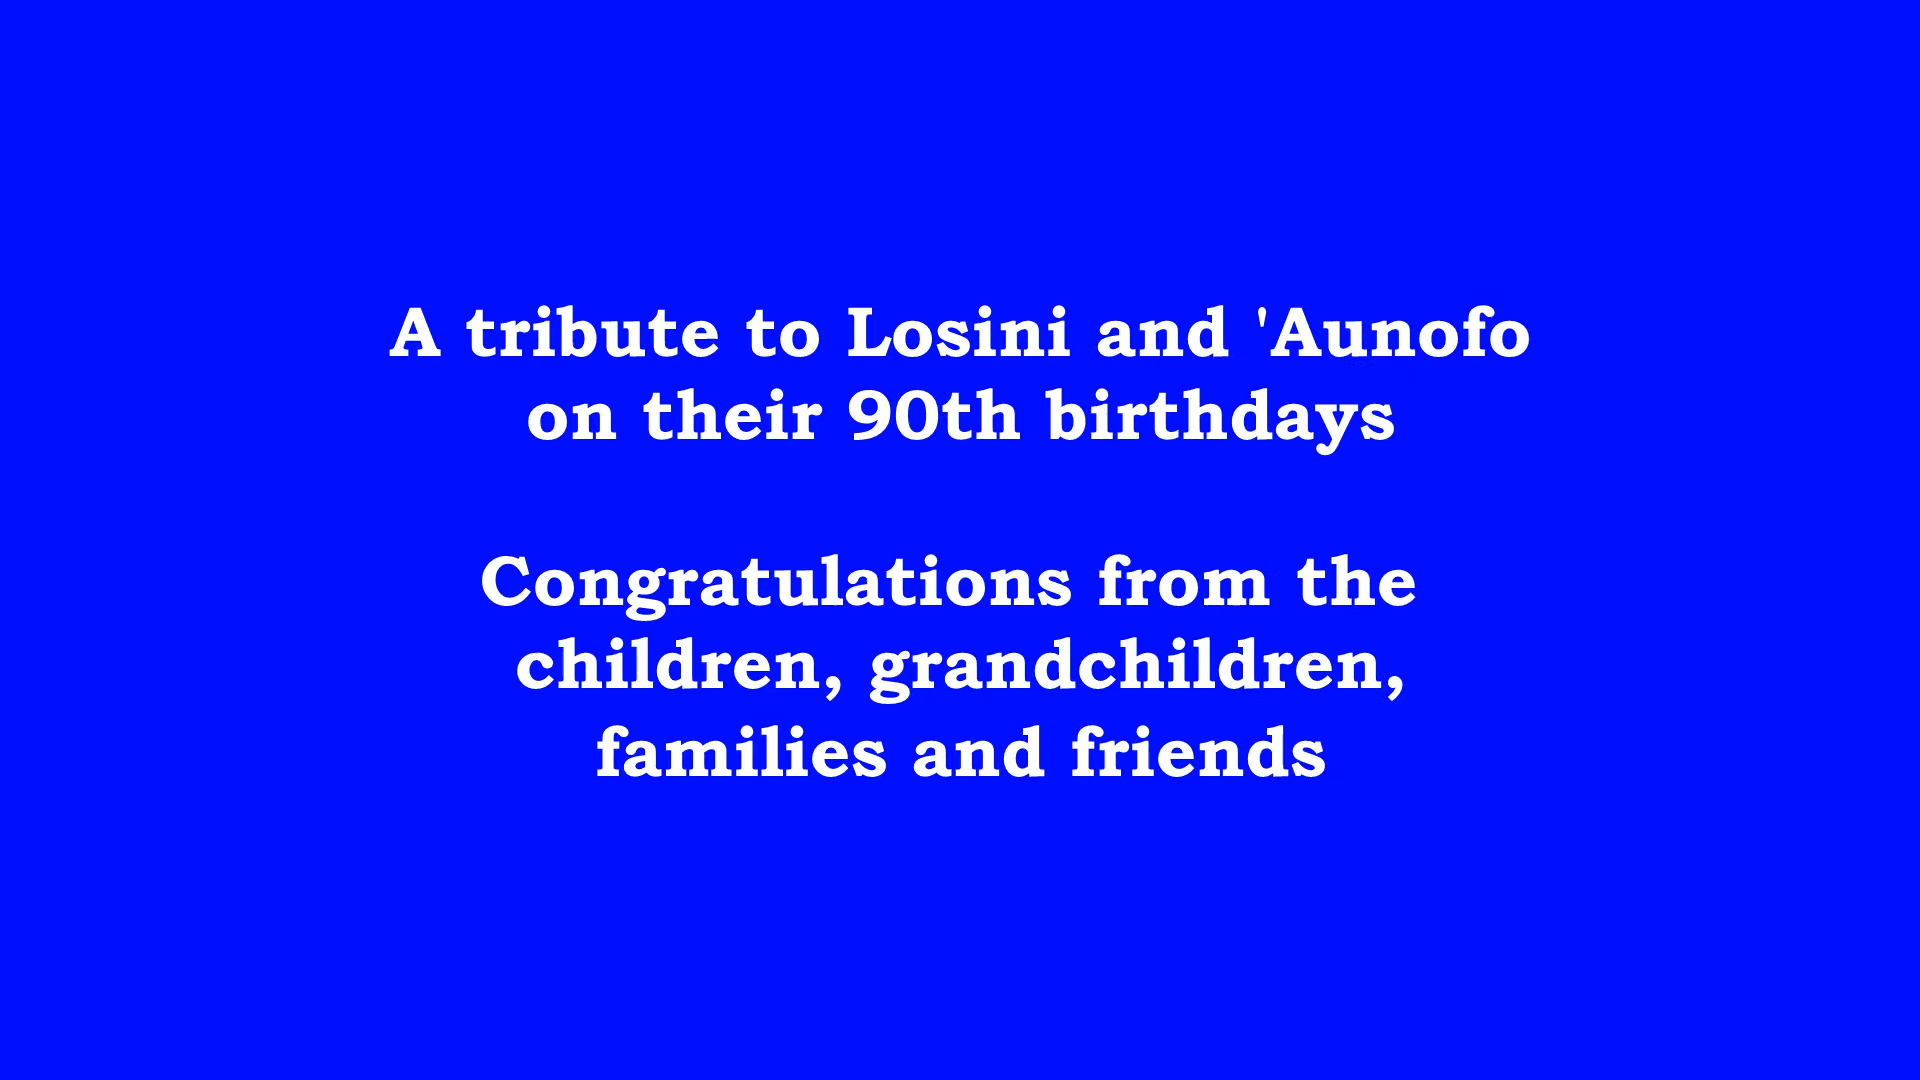 A tribute to Losini and 'Aunofo
on their 90th birthdays
Congratulations from the
children, grandchildren,
families and friends